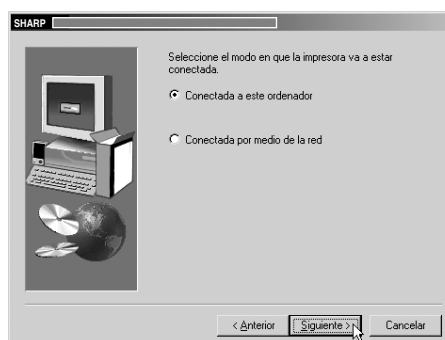 SHARP
Seleccione el modo en que la impresora va a estar
conectada.
Conectada a este ordenador
Conectada por medio de la red
< Anterior Siguiente > Cancelar